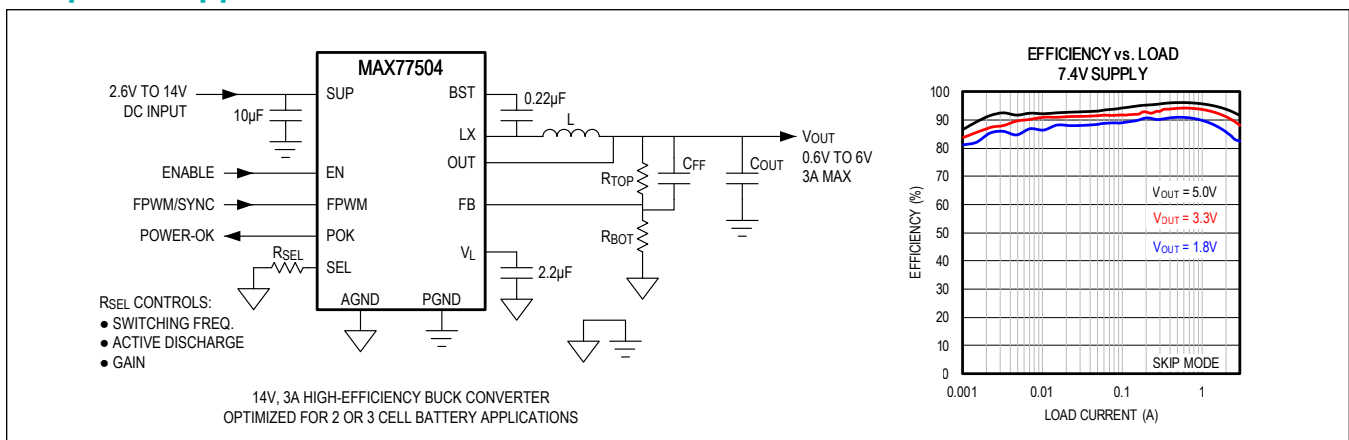 MAX77504
2.6V TO 14V
DC INPUT
10µF
SUP
ENABLE
EN
FPWM/SYNC
FPWM
POWER-OK
POK
RSEL
SEL
AGND
PGND
BST
0.22µF
LX
L
OUT
FB
VL
2.2µF
RTOP
CFF
RBOT
COUT
VOUT
0.6V TO 6V
3A MAX
RSEL CONTROLS:
● SWITCHING FREQ.
● ACTIVE DISCHARGE
● GAIN
14V, 3A HIGH-EFFICIENCY BUCK CONVERTER
OPTIMIZED FOR 2 OR 3 CELL BATTERY APPLICATIONS
EFFICIENCY vs. LOAD
7.4V SUPPLY
EFFICIENCY (%)
100
90
80
70
60
50
40
30
20
10
0
VOUT = 5.0V
VOUT = 3.3V
VOUT = 1.8V
SKIP MODE
0.001
0.01
0.1
1
LOAD CURRENT (A)